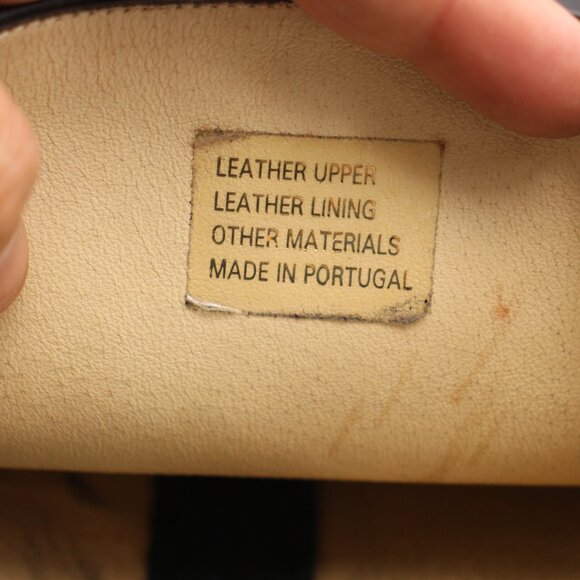 LEATHER UPPER
LEATHER LINING
OTHER MATERIALS
MADE IN PORTUGAL